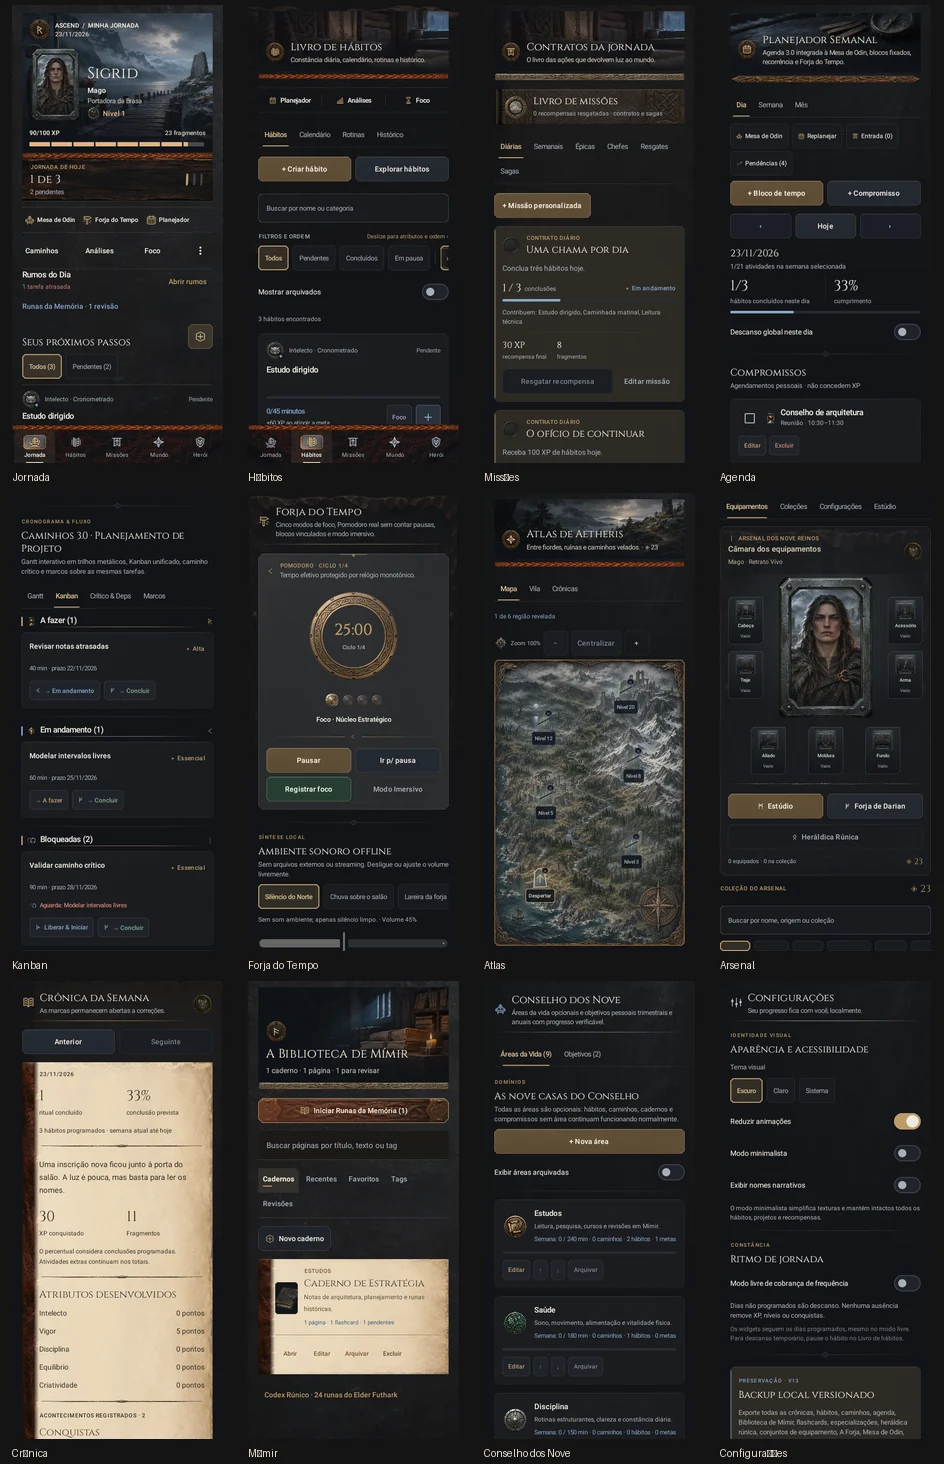 ASCEND / MINHA JORNADA
23/11/2026
SIGRID
Mago
Portadora da Brasa
Nível 1
90/100 XP
23 fragmentos
JORNADA DE HOJE
1 DE 3
2 pendentes
Mesa de Odin
Forja do Tempo
Planejador
Caminhos
Análises
Foco
Rumos do Dia
1 tarefa atrasada
Abrir rumos
Runas da Memória · 1 revisão
SEUS PRÓXIMOS PASSOS
Todos (3)
Pendentes (2)
Intelecto · Cronometrado
Pendente
Estudo dirigido
Jornada
Hábitos
Missões
Mundo
Herói
Jornada
LIVRO DE HÁBITOS
Constância diária, calendário, rotinas e histórico.
Planejador
Análises
Foco
Hábitos
Calendário
Rotinas
Histórico
+ Criar hábito
Explorar hábitos
Buscar por nome ou categoria
FILTROS E ORDEM
Deslize para atributos e ordem ›
Todos
Pendentes
Concluídos
Em pausa
Mostrar arquivados
3 hábitos encontrados
Intelecto · Cronometrado
Pendente
Estudo dirigido
0/45 minutos
+60 XP ao atingir a meta
Foco
+
Jornada
Hábitos
Missões
Mundo
Herói
H▯bitos
CONTRATOS DA JORNADA
O livro das ações que devolvem luz ao mundo.
LIVRO DE MISSÕES
0 recompensas resgatadas · contratos e sagas
Diárias
Semanais
Épicas
Chefes
Resgates
Sagas
+ Missão personalizada
CONTRATO DIÁRIO
UMA CHAMA POR DIA
Conclua três hábitos hoje.
1 / 3 conclusões
Em andamento
Contribuem: Estudo dirigido, Caminhada matinal, Leitura
técnica
30 XP
recompensa final
8
fragmentos
Resgatar recompensa
Editar missão
CONTRATO DIÁRIO
O OFÍCIO DE CONTINUAR
Receba 100 XP de hábitos hoje.
Miss▯es
PLANEJADOR SEMANAL
Agenda 3.0 integrada à Mesa de Odin, blocos fixados,
recorrência e Forja do Tempo.
Dia
Semana
Mês
Mesa de Odin
Replanejar
Entrada (0)
Pendências (4)
+ Bloco de tempo
+ Compromisso
‹
Hoje
›
23/11/2026
1/21 atividades na semana selecionada
1/3
hábitos concluídos neste dia
33%
cumprimento
Descanso global neste dia
COMPROMISSOS
Agendamentos pessoais · não concedem XP
Conselho de arquitetura
Reunião · 10:30–11:30
Editar
Excluir
Agenda
CRONOGRAMA & FLUXO
CAMINHOS 3.0 · PLANEJAMENTO DE
PROJETO
Gantt interativo em trilhos metálicos, Kanban unificado, caminho
crítico e marcos sobre as mesmas tarefas.
Gantt
Kanban
Crítico & Deps
Marcos
A fazer (1)
Revisar notas atrasadas
Alta
40 min · prazo 22/11/2026
→ Em andamento
→ Concluir
Em andamento (1)
Modelar intervalos livres
Essencial
60 min · prazo 25/11/2026
→ A fazer
→ Concluir
Bloqueadas (2)
Validar caminho crítico
Essencial
90 min · prazo 28/11/2026
Aguarda: Modelar intervalos livres
Liberar & Iniciar
→ Concluir
Kanban
FORJA DO TEMPO
Cinco modos de foco, Pomodoro real sem contar pausas,
blocos vinculados e modo imersivo.
POMODORO · CICLO 1/4
Tempo efetivo protegido por relógio monotônico.
25:00
Ciclo 1/4
Foco · Núcleo Estratégico
Pausar
Ir p/ pausa
Registrar foco
Modo Imersivo
SÍNTESE LOCAL
AMBIENTE SONORO OFFLINE
Sem arquivos externos ou streaming. Desligue ou ajuste o volume
livremente.
Silêncio do Norte
Chuva sobre o salão
Lareira da forja
Sem som ambiente; apenas silêncio limpo. · Volume 45%
Forja do Tempo
ATLAS DE AETHERIS
Entre fiordes, ruínas e caminhos velados. 23
Mapa
Vila
Crônicas
1 de 6 região revelada
Zoom 100%
−
Centralizar
+
Nível 20
Nível 12
Nível 8
Nível 5
Nível 2
Despertar
Atlas
Equipamentos
Coleções
Configurações
Estúdio
ARSENAL DOS NOVE REINOS
Câmara dos equipamentos
Mago · Retrato Vivo
Cabeça
Vazio
Acessório
Vazio
Traje
Vazio
Arma
Vazio
Aliado
Vazio
Moldura
Vazio
Fundo
Vazio
Estúdio
Forja de Darian
Heráldica Rúnica
0 equipados · 0 na coleção
23
COLEÇÃO DO ARSENAL
23
Buscar por nome, origem ou coleção
Arsenal
CRÔNICA DA SEMANA
As marcas permanecem abertas a correções.
Anterior
Seguinte
23/11/2026
1
ritual concluído
33%
conclusão prevista
3 hábitos programados · semana atual até hoje
Uma inscrição nova ficou junto à porta do
salão. A luz é pouca, mas basta para ler os
nomes.
30
XP conquistado
11
Fragmentos
O percentual considera conclusões programadas.
Atividades extras continuam nos totais.
ATRIBUTOS DESENVOLVIDOS
Intelecto
0 pontos
Vigor
5 pontos
Disciplina
0 pontos
Equilíbrio
0 pontos
Criatividade
0 pontos
ACONTECIMENTOS REGISTRADOS · 2
CONQUISTAS
Cr▯nica
A BIBLIOTECA DE MÍMIR
1 caderno · 1 página · 1 para revisar
Iniciar Runas da Memória (1)
Buscar páginas por título, texto ou tag
Cadernos
Recentes
Favoritos
Tags
Revisões
Novo caderno
ESTUDOS
CADERNO DE ESTRATÉGIA
Notas de arquitetura, planejamento e runas
históricas.
1 página · 1 flashcard · 1 pendentes
Abrir
Editar
Arquivar
Excluir
Codex Rúnico · 24 runas do Elder Futhark
M▯mir
CONSELHO DOS NOVE
Áreas da vida opcionais e objetivos pessoais trimestrais e
anuais com progresso verificável.
Áreas da Vida (9)
Objetivos (2)
DOMÍNIOS
AS NOVE CASAS DO CONSELHO
Todas as áreas são opcionais: hábitos, caminhos, cadernos e
compromissos sem área continuam funcionando normalmente.
+ Nova área
Exibir áreas arquivadas
Estudos
Leitura, pesquisa, cursos e revisões em Mímir.
Semana: 0 / 240 min · 0 caminhos · 2 hábitos · 1 metas
Editar
↑
↓
Arquivar
Saúde
Sono, movimento, alimentação e vitalidade física.
Semana: 0 / 180 min · 0 caminhos · 1 hábitos · 1 metas
Editar
↑
↓
Arquivar
Disciplina
Rotinas estruturantes, clareza e constância diária.
Semana: 0 / 150 min · 0 caminhos · 0 hábitos · 0 metas
Conselho dos Nove
CONFIGURAÇÕES
Seu progresso fica com você, localmente.
IDENTIDADE VISUAL
APARÊNCIA E ACESSIBILIDADE
Tema visual
Escuro
Claro
Sistema
Reduzir animações
Modo minimalista
Exibir nomes narrativos
O modo minimalista simplifica texturas e mantém intactos todos os
hábitos, projetos e recompensas.
CONSTÂNCIA
RITMO DE JORNADA
Modo livre de cobrança de frequência
Dias não programados são descanso. Nenhuma ausência
remove XP, níveis ou conquistas.
Os widgets seguem os dias programados, mesmo no modo livre.
Para descanso temporário, pause o hábito no Livro de hábitos.
PRESERVAÇÃO · V13
BACKUP LOCAL VERSIONADO
Exporte todas as crônicas, hábitos, caminhos, agenda,
Biblioteca de Mímir, flashcards, especializações, heráldica
rúnica, conjuntos de equipamento, A Forja, Mesa de Odin,
Configura▯▯es